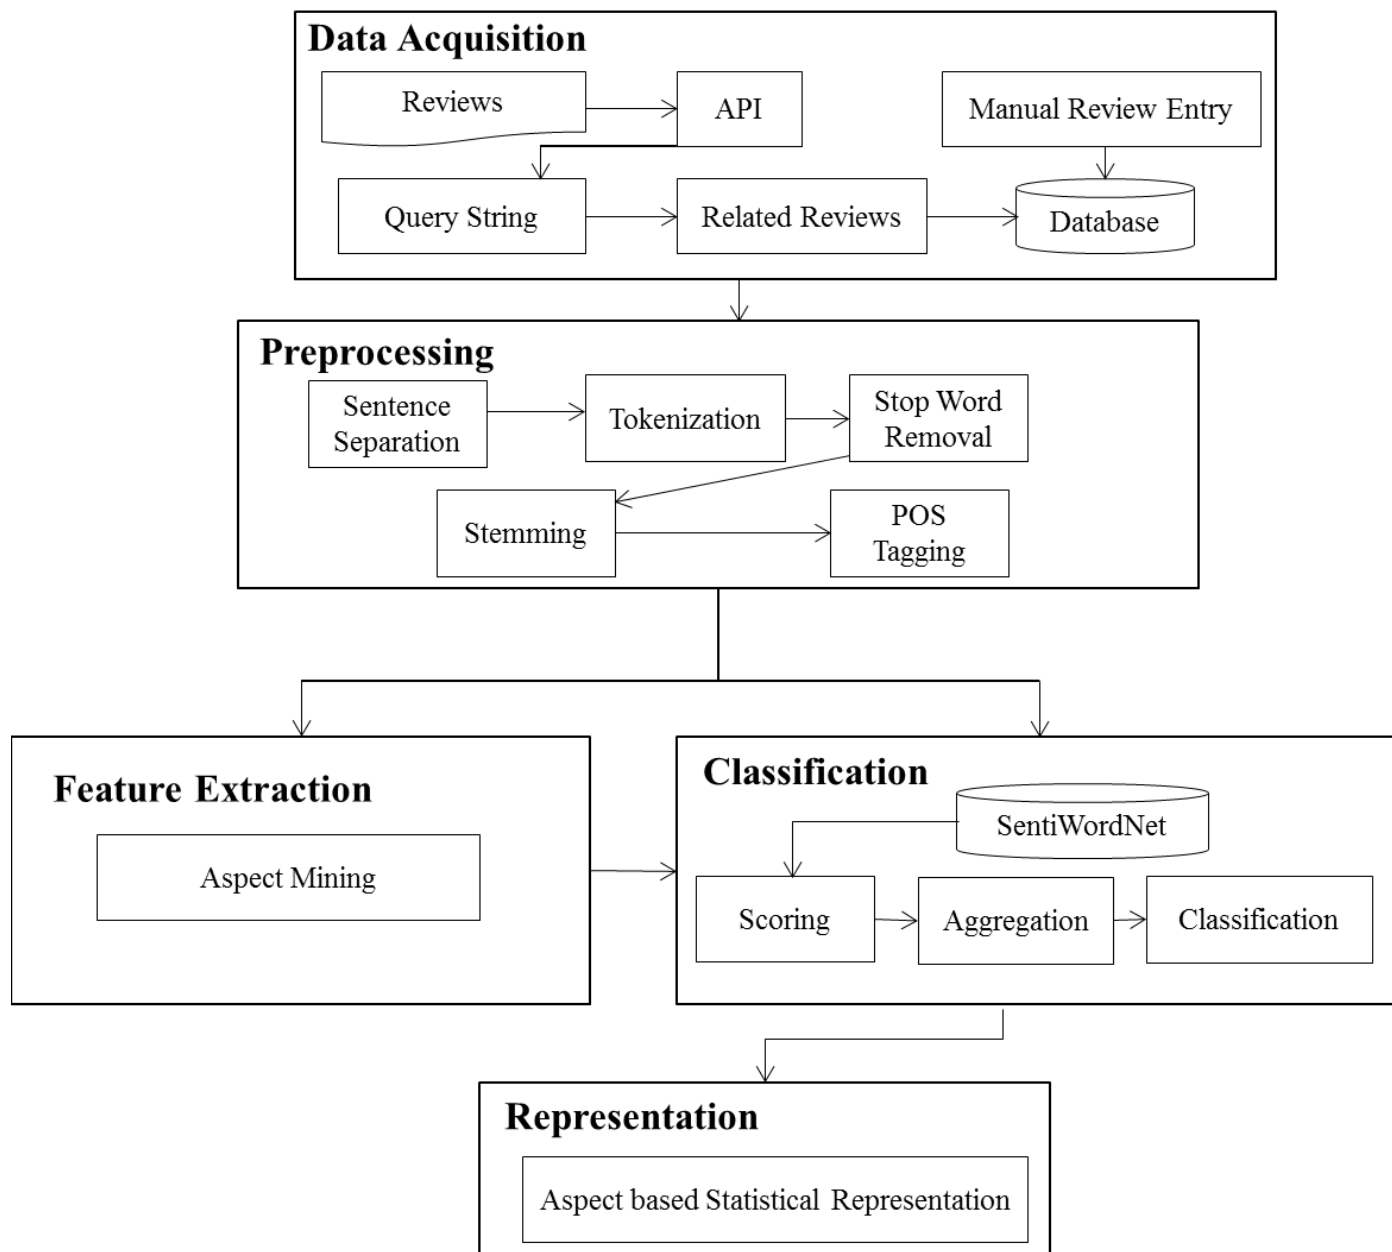 Data Acquisition
Reviews
API
Manual Review Entry
Query String
Related Reviews
Database
Preprocessing
Sentence
Separation
Tokenization
Stop Word
Removal
Stemming
POS
Tagging
Feature Extraction
Aspect Mining
Classification
SentiWordNet
Scoring
Aggregation
Classification
Representation
Aspect based Statistical Representation